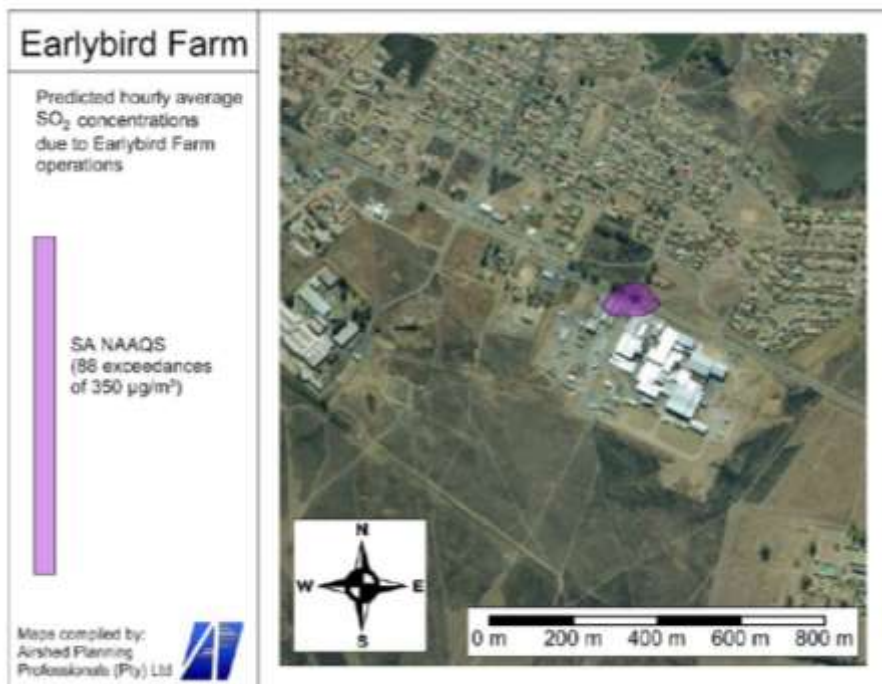 Earlybird Farm
Predicted hourly average
SO₂ concentrations
due to Earlybird Farm
operations
SA NAAQS
(88 exceedances
of 350 µg/m³)
Maps compiled by:
Airshed Planning
Professionals (Pty) Ltd
N
W E
S
0 m 200 m 400 m 600 m 800 m